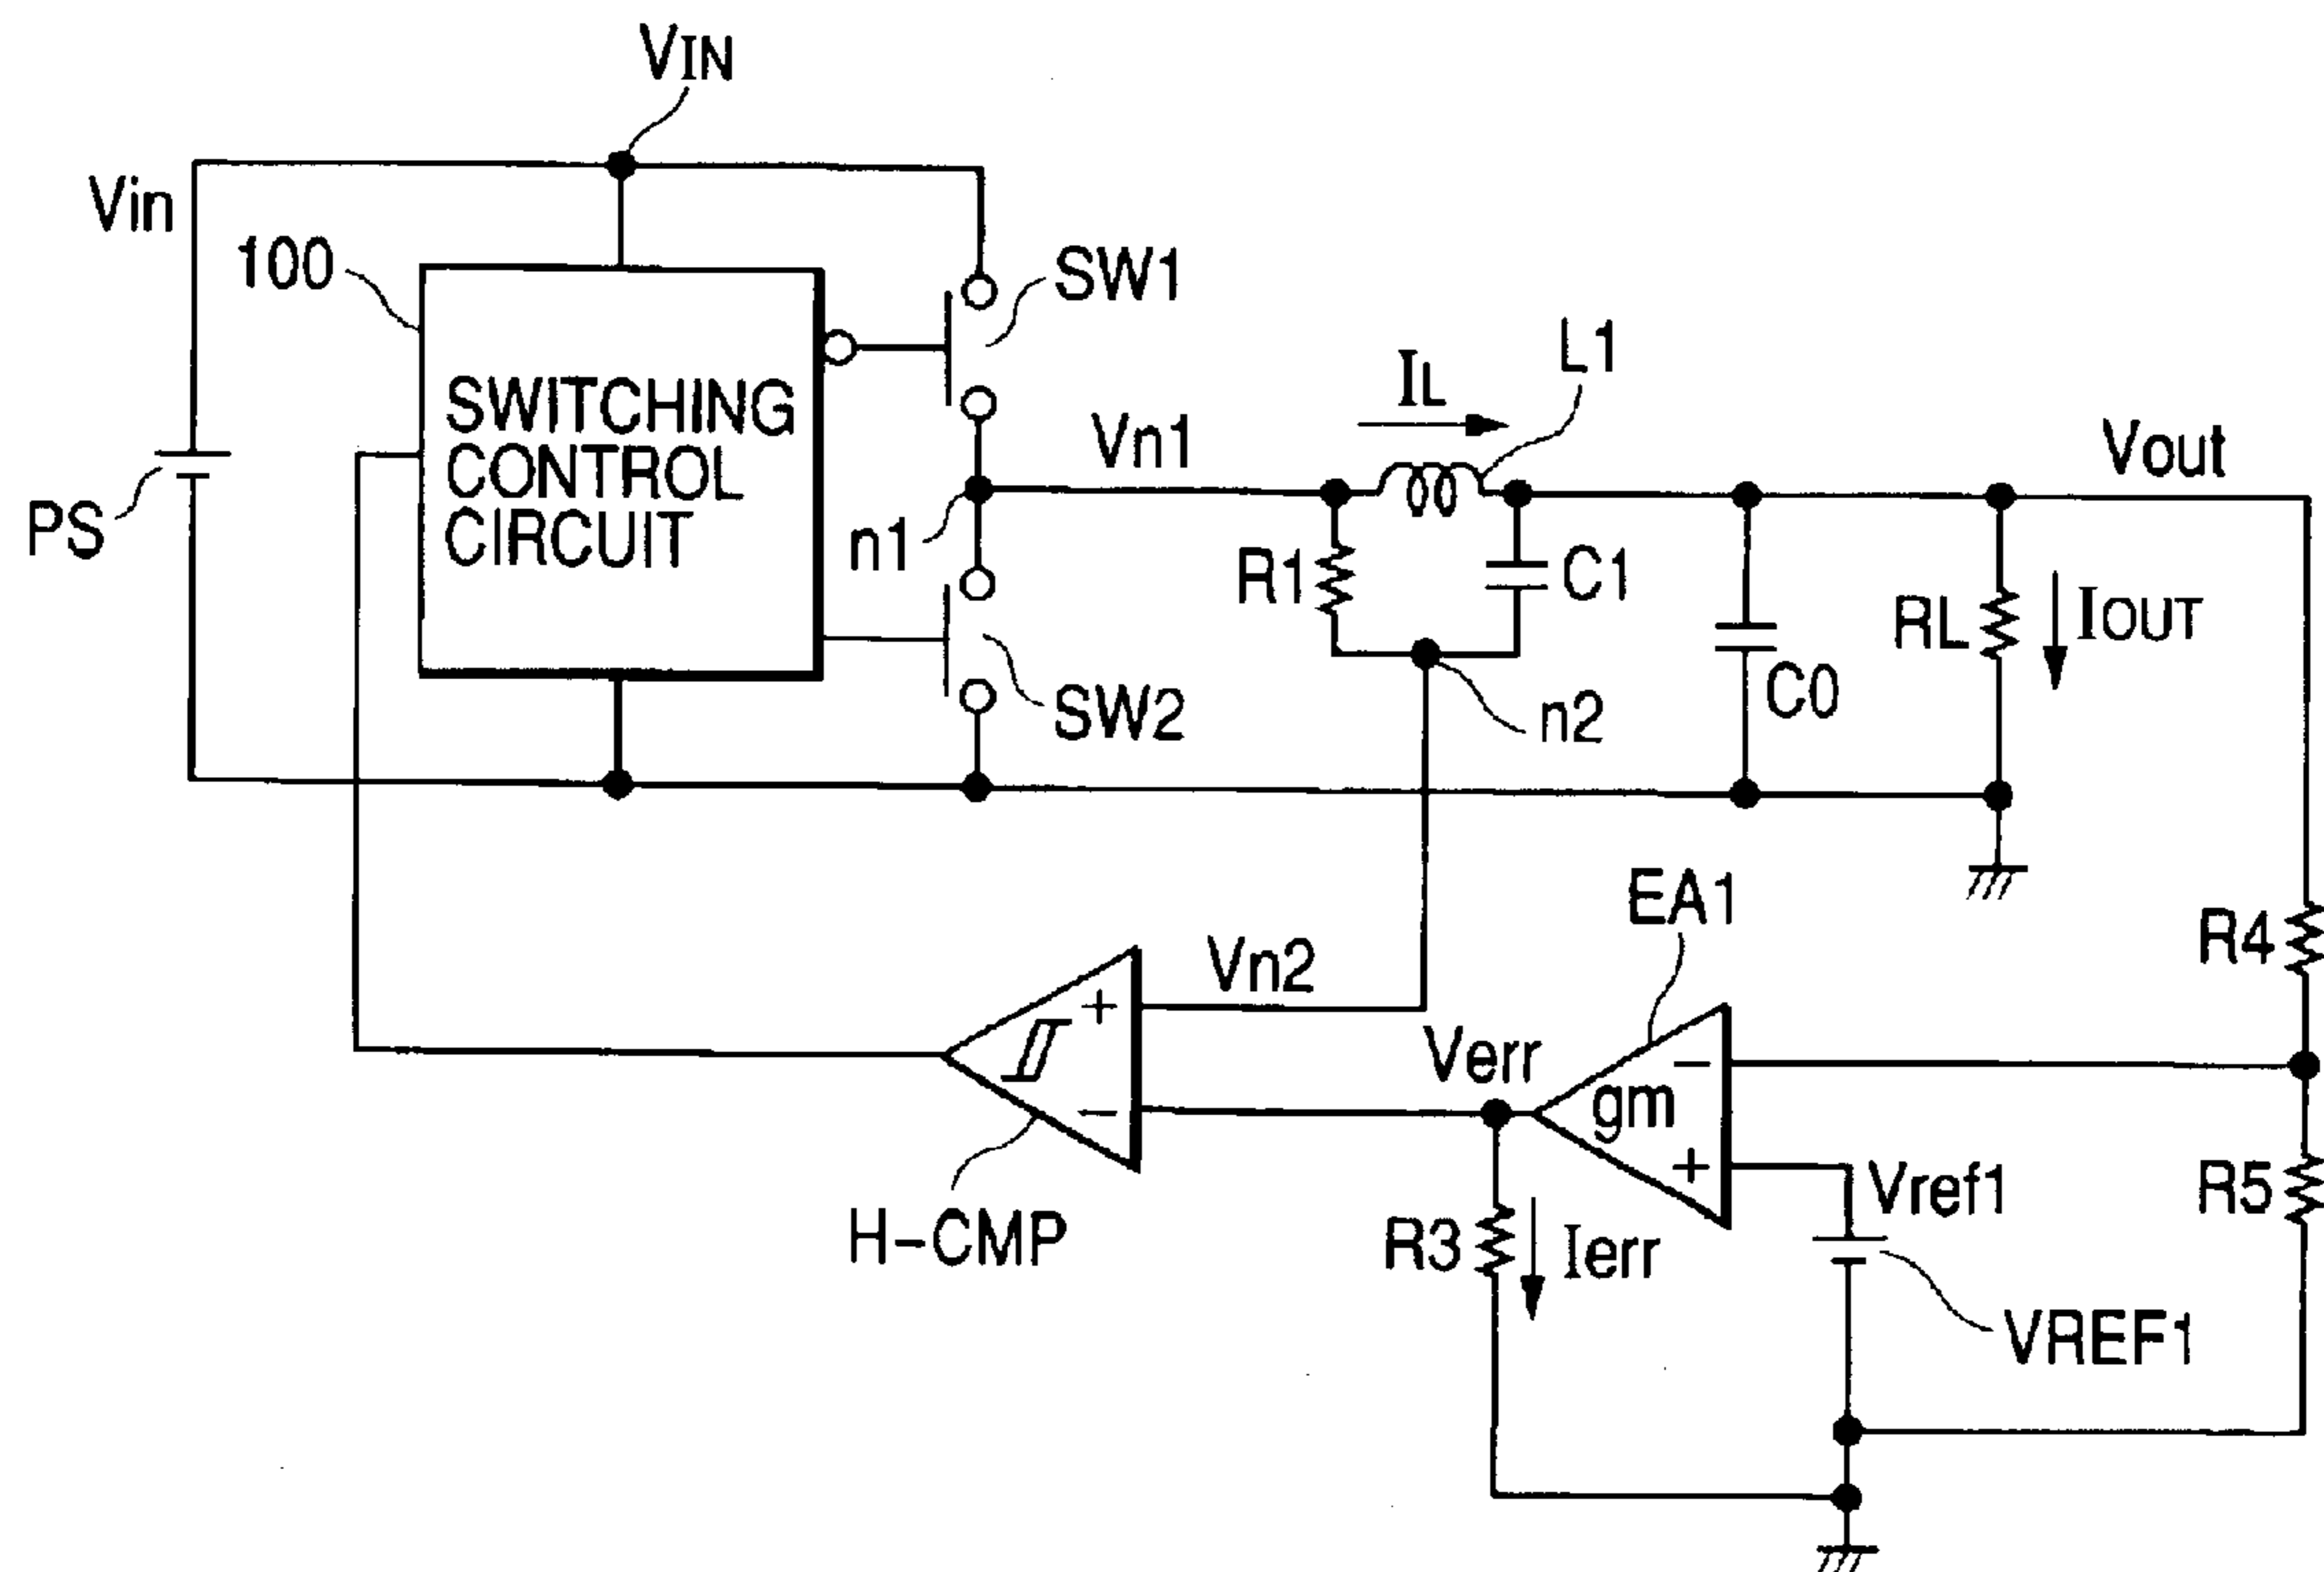 VIN
Vin
100
SW1
SWITCHING
CONTROL
CIRCUIT
PS
n1
Vn1
IL
L1
Vout
R1
C1
RL
IOUT
C0
SW2
n2
EA1
R4
Vn2
+
−
Verr
gm
−
+
Vref1
R5
H-CMP
R3
Ierr
VREF1